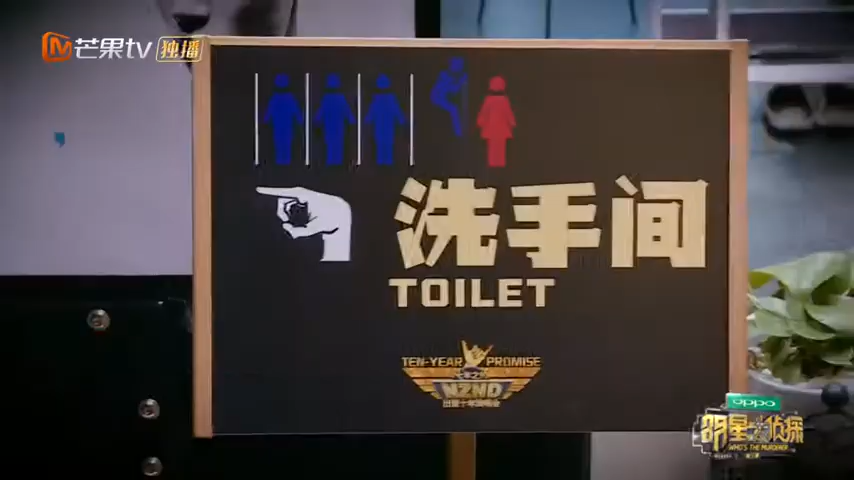 芒果tv 独播
洗手间
TOILET
TEN-YEAR PROMISE
NZND
oppo
明星大侦探
WHO'S THE MURDERER